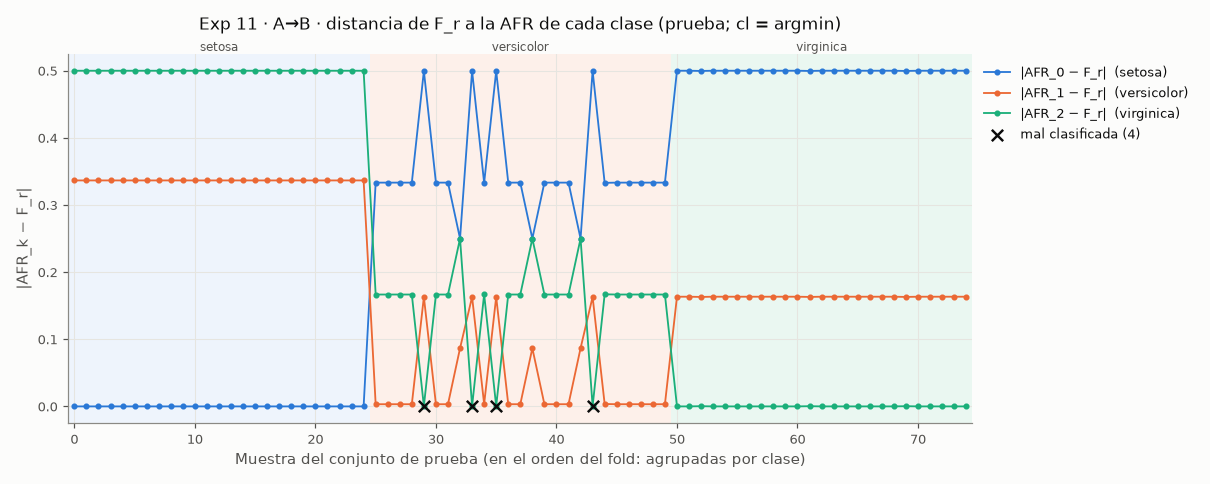 Exp 11 · A→B · distancia de F_r a la AFR de cada clase (prueba; cl = argmin)
setosa
versicolor
virginica
|AFR_0 − F_r| (setosa)
|AFR_1 − F_r| (versicolor)
|AFR_2 − F_r| (virginica)
mal clasificada (4)
|AFR_k − F_r|
0.5
0.4
0.3
0.2
0.1
0.0
0
10
20
30
40
50
60
70
Muestra del conjunto de prueba (en el orden del fold: agrupadas por clase)